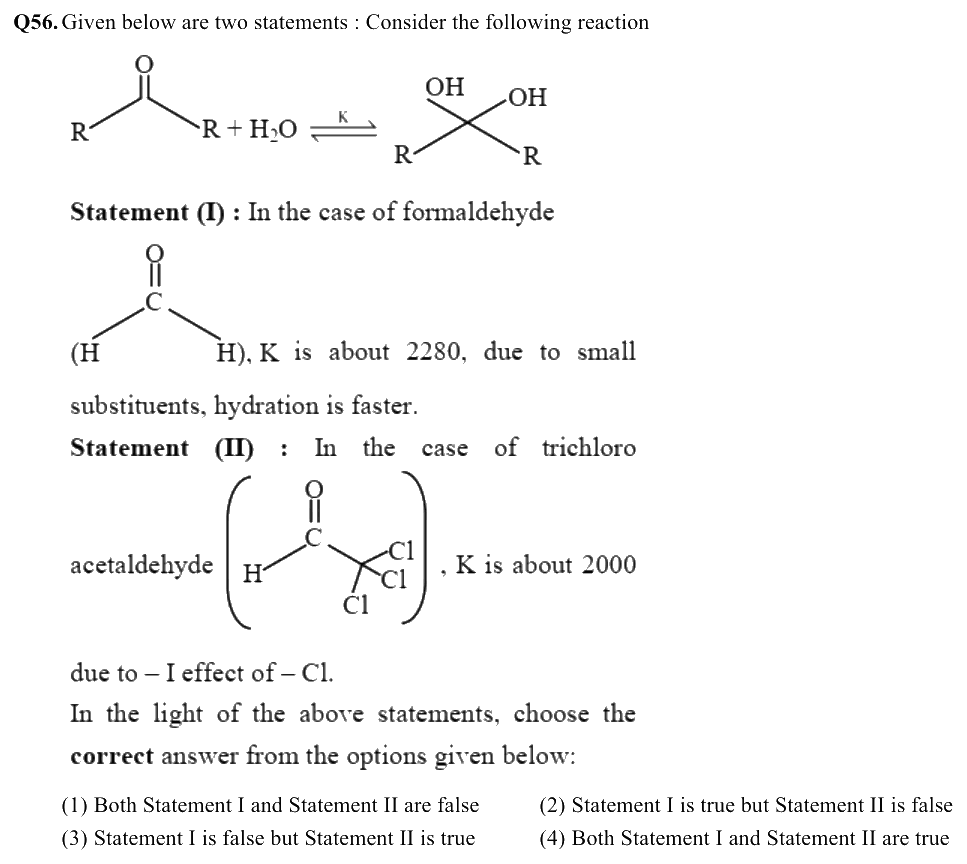 Q56. Given below are two statements : Consider the following reaction
O
R R + H₂O K OH OH R R
Statement (I) : In the case of formaldehyde
O
C
(H H), K is about 2280, due to small
substituents, hydration is faster.
Statement (II) : In the case of trichloro
O
C
acetaldehyde H Cl Cl Cl , K is about 2000
due to – I effect of – Cl.
In the light of the above statements, choose the
correct answer from the options given below:
(1) Both Statement I and Statement II are false (2) Statement I is true but Statement II is false
(3) Statement I is false but Statement II is true (4) Both Statement I and Statement II are true